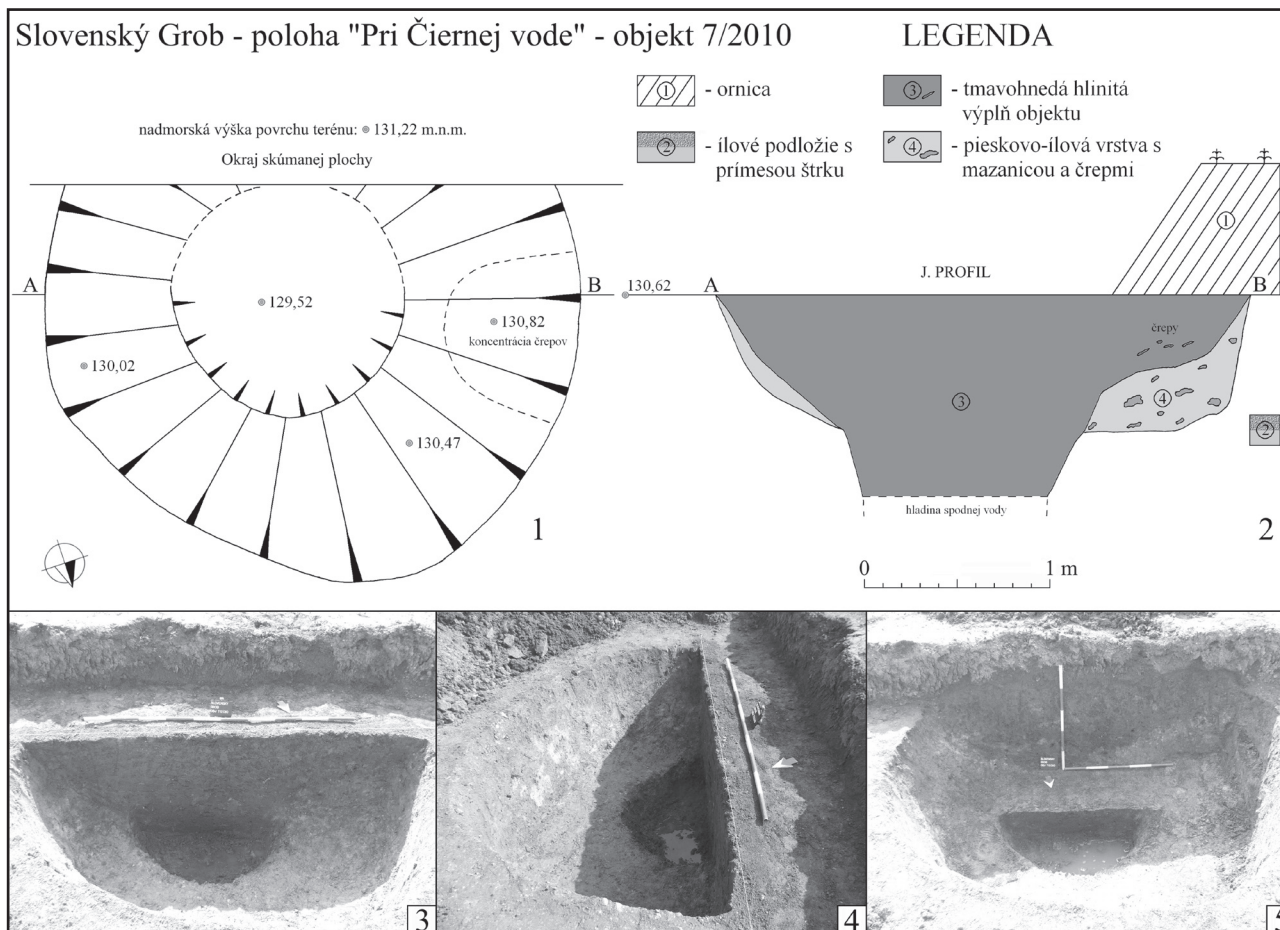 Slovenský Grob - poloha "Pri Čiernej vode" - objekt 7/2010
LEGENDA
1 - ornica
2 - ílové podložie s
prímesou štrku
3 - tmavohnedá hlinitá
výplň objektu
4 - pieskovo-ílová vrstva s
mazanicou a črepmi
nadmorská výška povrchu terénu: 131,22 m.n.m.
Okraj skúmanej plochy
A
B
129,52
130,82
koncentrácia črepov
130,02
130,47
1
130,62
J. PROFIL
A
B
1
črepy
3
4
2
hladina spodnej vody
2
0 1 m
3
4
5